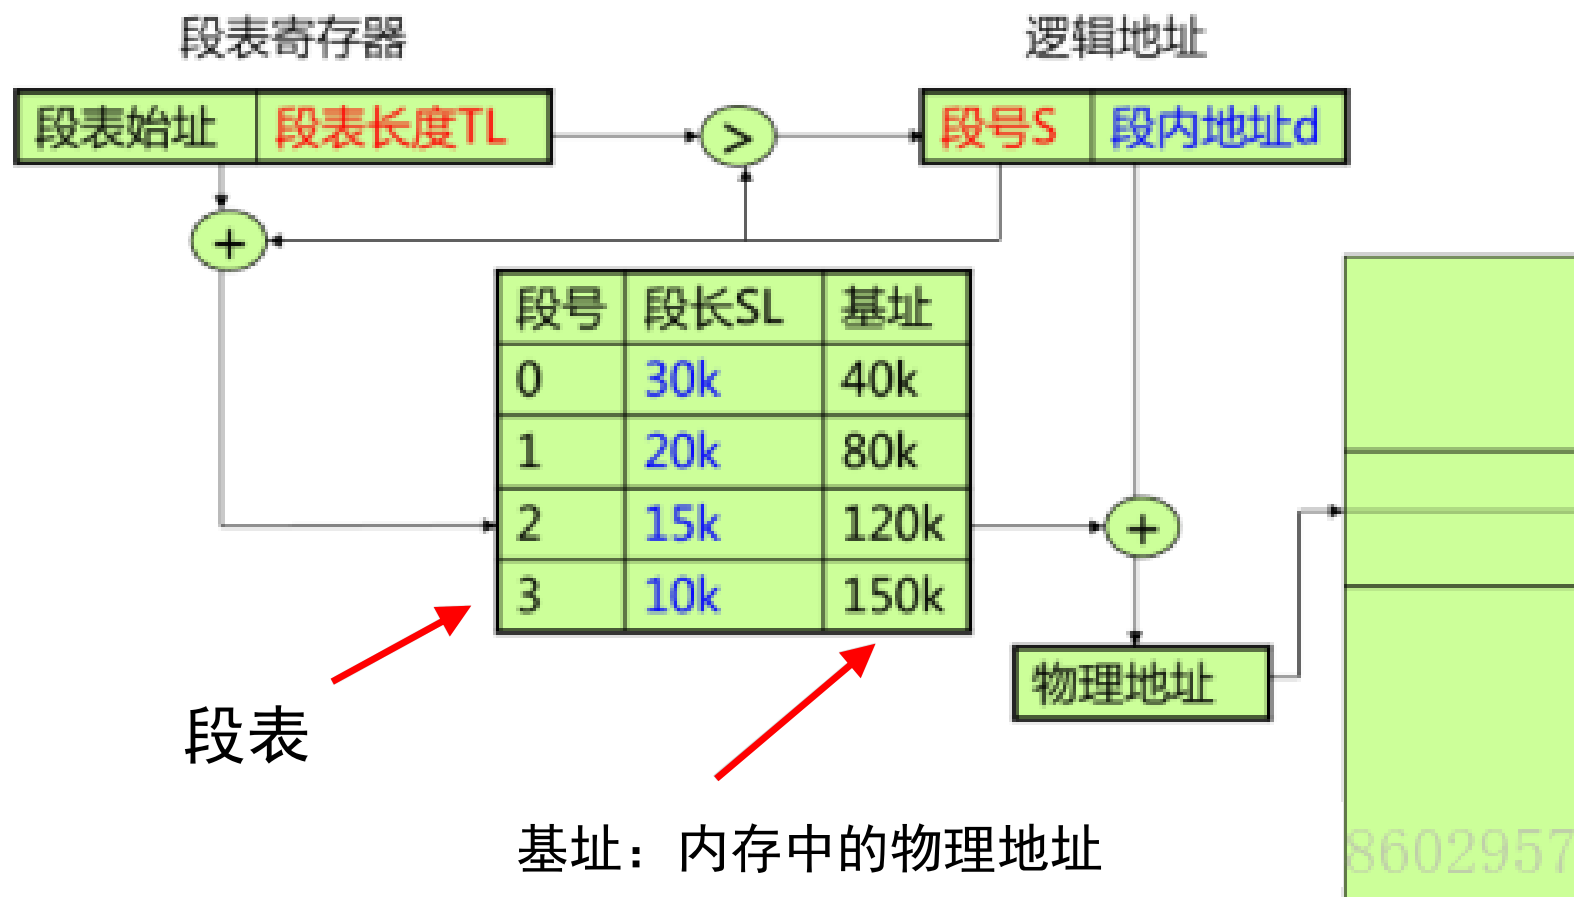 段表寄存器 逻辑地址
段表始址 段表长度TL > 段号S 段内地址d
+
段号 段长SL 基址
0 30k 40k
1 20k 80k
2 15k 120k
+
3 10k 150k
物理地址
段表
基址：内存中的物理地址
8602957